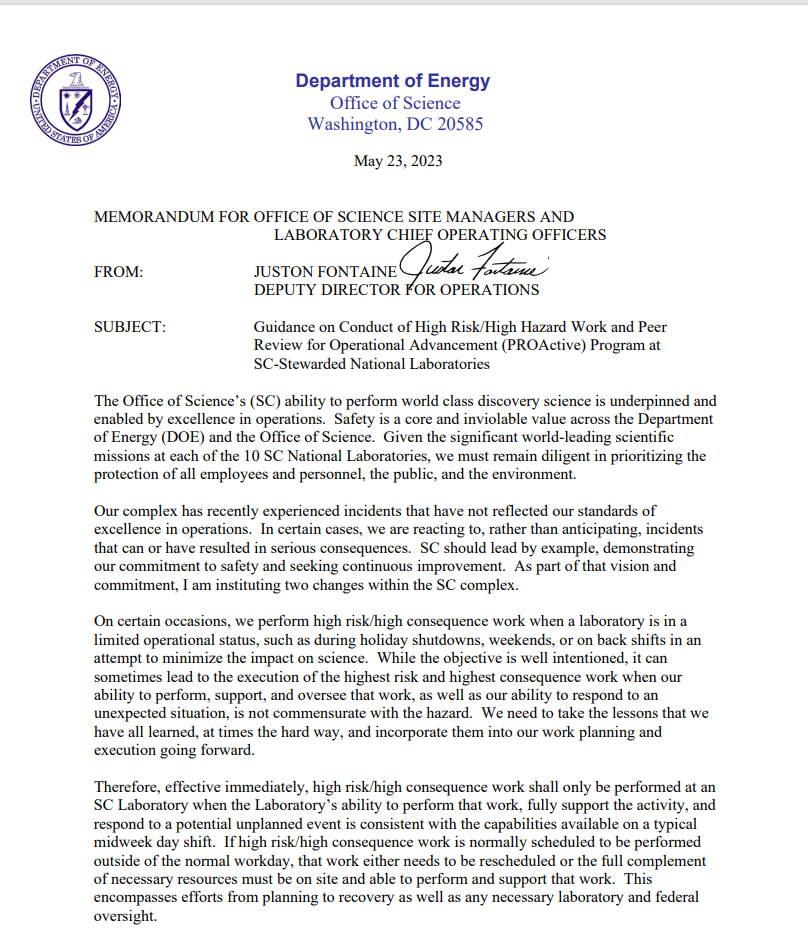 DEPARTMENT OF ENERGY
UNITED STATES OF AMERICA
Department of Energy
Office of Science
Washington, DC 20585
May 23, 2023
MEMORANDUM FOR OFFICE OF SCIENCE SITE MANAGERS AND
LABORATORY CHIEF OPERATING OFFICERS
FROM: JUSTON FONTAINE Juston Fontaine
DEPUTY DIRECTOR FOR OPERATIONS
SUBJECT: Guidance on Conduct of High Risk/High Hazard Work and Peer
Review for Operational Advancement (PROActive) Program at
SC-Stewarded National Laboratories
The Office of Science's (SC) ability to perform world class discovery science is underpinned and
enabled by excellence in operations.  Safety is a core and inviolable value across the Department
of Energy (DOE) and the Office of Science.  Given the significant world-leading scientific
missions at each of the 10 SC National Laboratories, we must remain diligent in prioritizing the
protection of all employees and personnel, the public, and the environment.
Our complex has recently experienced incidents that have not reflected our standards of
excellence in operations.  In certain cases, we are reacting to, rather than anticipating, incidents
that can or have resulted in serious consequences.  SC should lead by example, demonstrating
our commitment to safety and seeking continuous improvement.  As part of that vision and
commitment, I am instituting two changes within the SC complex.
On certain occasions, we perform high risk/high consequence work when a laboratory is in a
limited operational status, such as during holiday shutdowns, weekends, or on back shifts in an
attempt to minimize the impact on science.  While the objective is well intentioned, it can
sometimes lead to the execution of the highest risk and highest consequence work when our
ability to perform, support, and oversee that work, as well as our ability to respond to an
unexpected situation, is not commensurate with the hazard.  We need to take the lessons that we
have all learned, at times the hard way, and incorporate them into our work planning and
execution going forward.
Therefore, effective immediately, high risk/high consequence work shall only be performed at an
SC Laboratory when the Laboratory's ability to perform that work, fully support the activity, and
respond to a potential unplanned event is consistent with the capabilities available on a typical
midweek day shift.  If high risk/high consequence work is normally scheduled to be performed
outside of the normal workday, that work either needs to be rescheduled or the full complement
of necessary resources must be on site and able to perform and support that work.  This
encompasses efforts from planning to recovery as well as any necessary laboratory and federal
oversight.